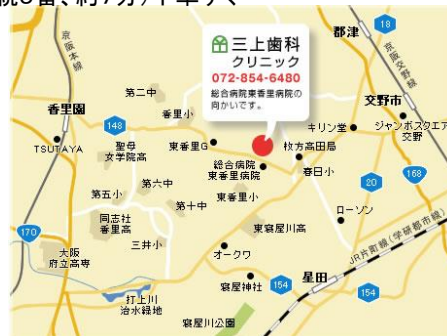 三上歯科
クリニック
072-854-6480
総合病院東香里病院の
向かいです。
郡津
18
京阪本線
京阪交野線
第二中
香里小
交野市
香里園
148
キリン堂
ジャンボスクエア
交野
TSUTAYA
聖母
女学院高
東香里G
枚方高田局
総合病院
東香里病院
春日小
168
第六中
第五小
東香里小
20
第十中
同志社
香里高
ローソン
東寝屋川高
170
三井小
JR片町線(学研都市線)
大阪
府立高専
オークワ
星田
打上川
治水緑地
寝屋神社
154
154
寝屋川公園